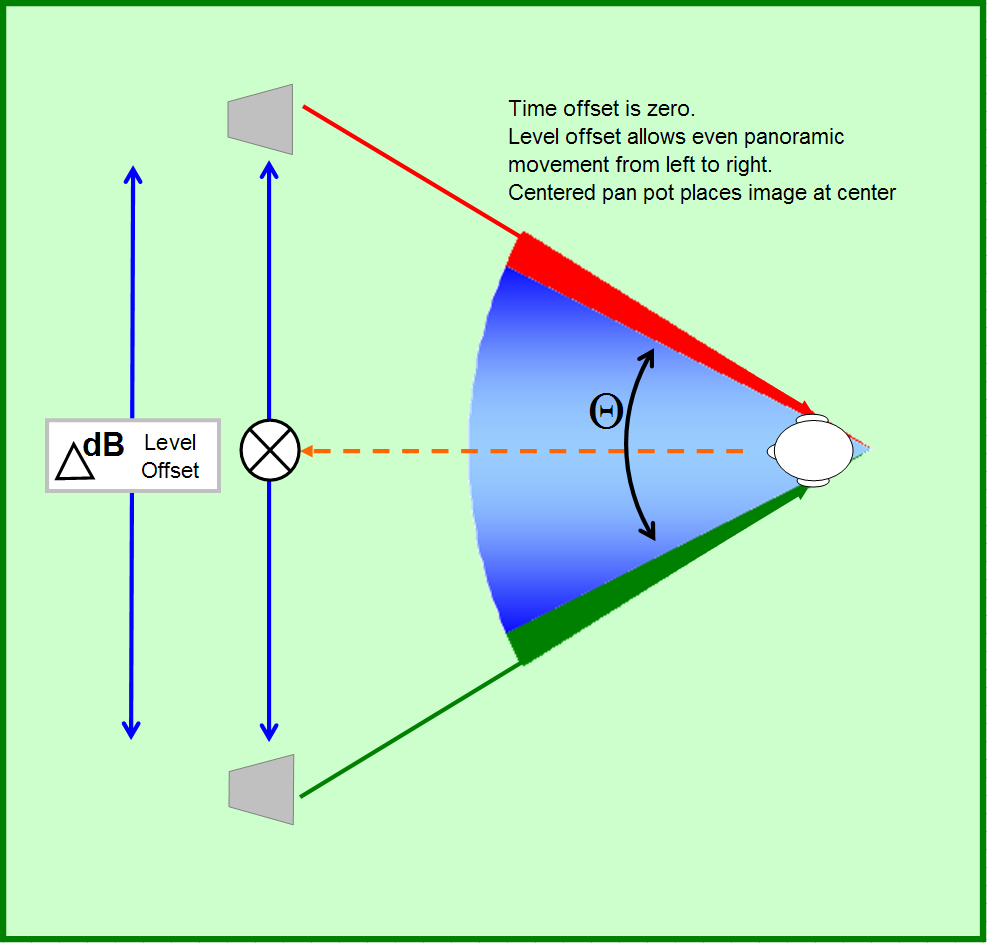 Time offset is zero.
Level offset allows even panoramic
movement from left to right.
Centered pan pot places image at center
Θ
△dB Level
Offset